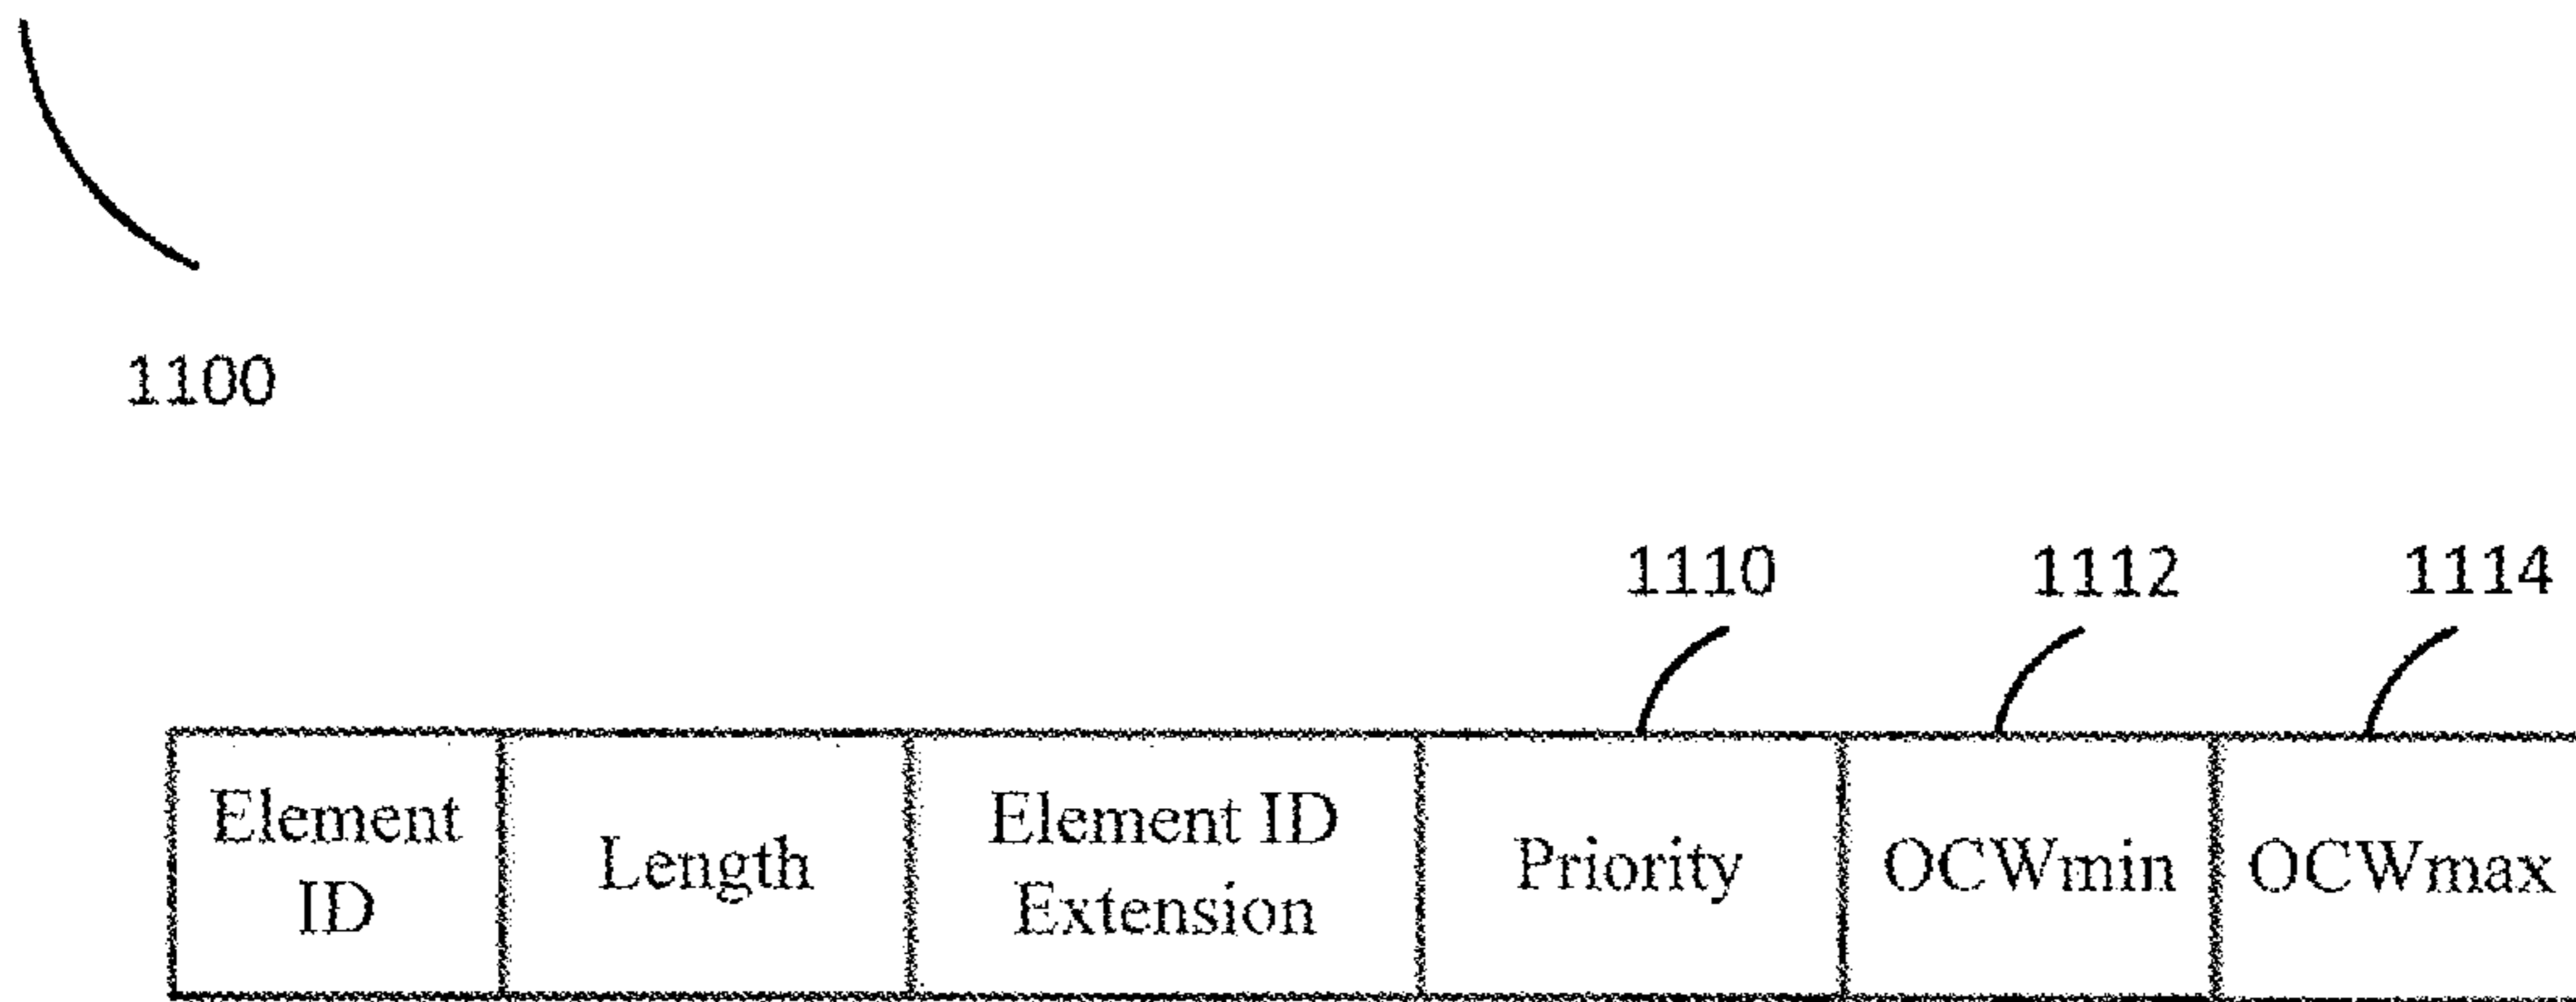 1100
1110 1112 1114
Element ID Length Element ID Extension Priority OCWmin OCWmax